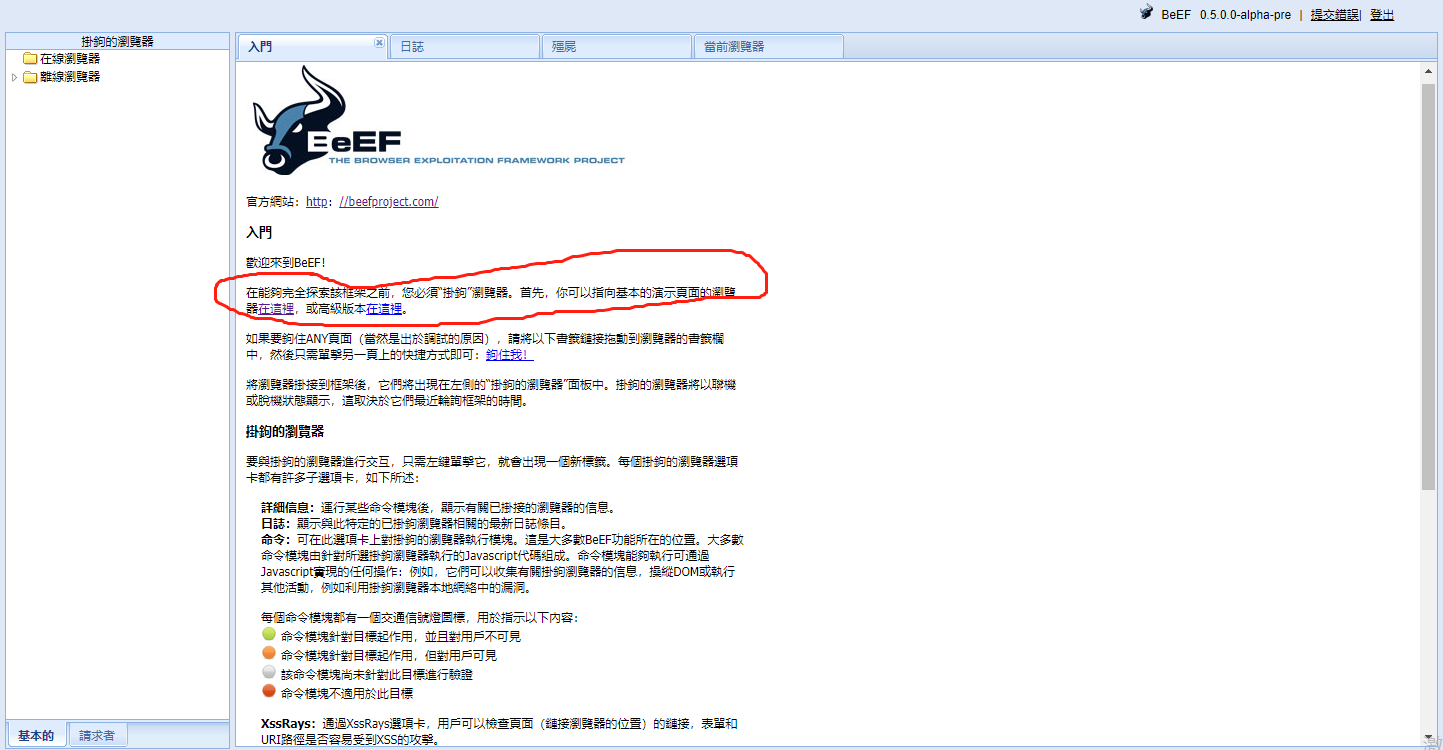 BeEF 0.5.0.0-alpha-pre | 提交錯誤| 登出
掛鉤的瀏覽器
在線瀏覽器
離線瀏覽器
入門 日誌 殭屍 當前瀏覽器
BeEF
THE BROWSER EXPLOITATION FRAMEWORK PROJECT
官方網站：http：//beefproject.com/
入門
歡迎來到BeEF！
在能夠完全探索該框架之前，您必須“掛鉤”瀏覽器。首先，你可以指向基本的演示頁面的瀏覽
器在這裡，或高級版本在這裡。
如果要鉤住ANY頁面（當然是出於調試的原因），請將以下書籤鏈接拖動到瀏覽器的書籤欄
中，然後只需單擊另一頁上的快捷方式即可：鉤住我！
將瀏覽器掛接到框架後，它們將出現在左側的“掛鉤的瀏覽器”面板中。掛鉤的瀏覽器將以聯機
或脫機狀態顯示，這取決於它們最近輪詢框架的時間。
掛鉤的瀏覽器
要與掛鉤的瀏覽器進行交互，只需左鍵單擊它，就會出現一個新標籤。每個掛鉤的瀏覽器選項
卡都有許多子選項卡，如下所述：
詳細信息：運行某些命令模塊後，顯示有關已掛接的瀏覽器的信息。
日誌：顯示與此特定的已掛鉤瀏覽器相關的最新日誌條目。
命令：可在此選項卡上對掛鉤的瀏覽器執行模塊。這是大多數BeEF功能所在的位置。大多數
命令模塊由針對所選掛鉤瀏覽器執行的Javascript代碼組成。命令模塊能夠執行可通過
Javascript實現的任何操作：例如，它們可以收集有關掛鉤瀏覽器的信息，操縱DOM或執行
其他活動，例如利用掛鉤瀏覽器本地網絡中的漏洞。
每個命令模塊都有一個交通信號燈圖標，用於指示以下內容：
命令模塊針對目標起作用，並且對用戶不可見
命令模塊針對目標起作用，但對用戶可見
該命令模塊尚未針對此目標進行驗證
命令模塊不適用於此目標
XssRays：通過XssRays選項卡，用戶可以檢查頁面（鏈接瀏覽器的位置）的鏈接，表單和
URI路徑是否容易受到XSS的攻擊。
基本的 請求者